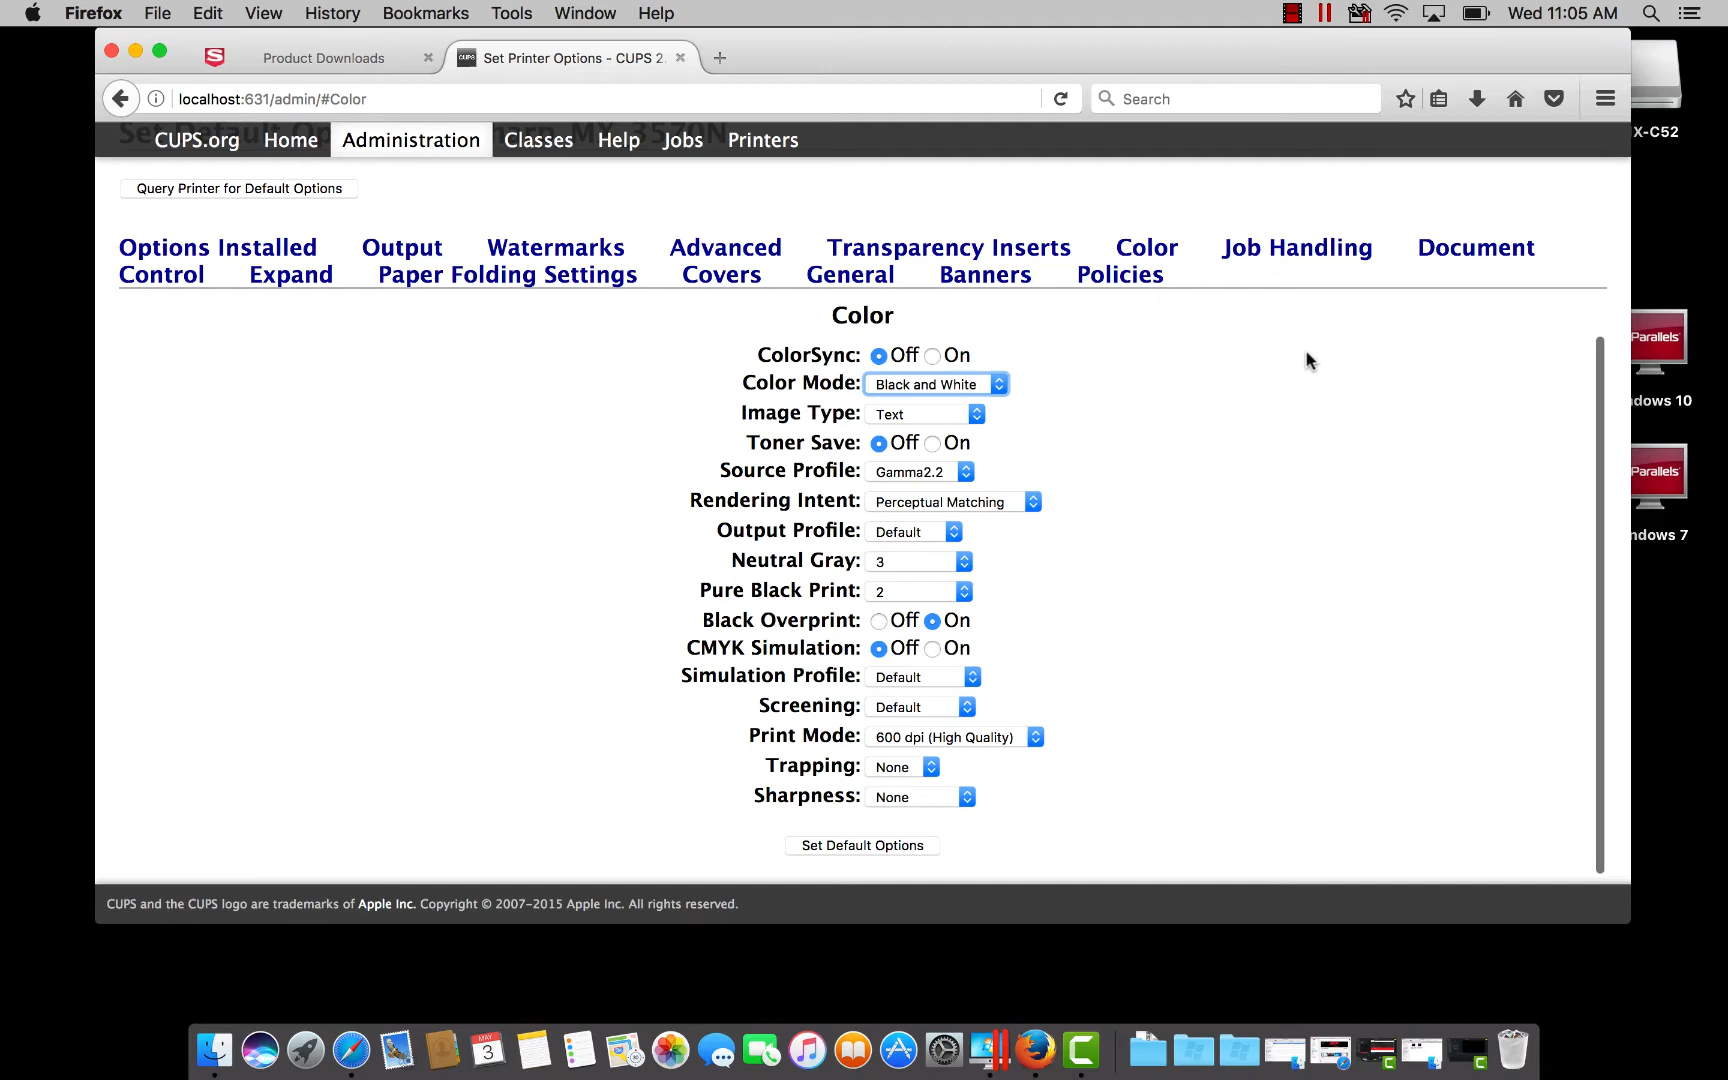 Firefox File Edit View History Bookmarks Tools Window Help Wed 11:05 AM
Product Downloads
CUPS Set Printer Options - CUPS 2.
localhost:631/admin/#Color
Search
CUPS.org Home Administration Classes Help Jobs Printers
X-C52
Query Printer for Default Options
Options Installed Output Watermarks Advanced Transparency Inserts Color Job Handling Document
Control Expand Paper Folding Settings Covers General Banners Policies
Color
ColorSync: Off On
Color Mode: Black and White
Image Type: Text
Toner Save: Off On
Source Profile: Gamma2.2
Rendering Intent: Perceptual Matching
Output Profile: Default
Neutral Gray: 3
Pure Black Print: 2
Black Overprint: Off On
CMYK Simulation: Off On
Simulation Profile: Default
Screening: Default
Print Mode: 600 dpi (High Quality)
Trapping: None
Sharpness: None
Set Default Options
Parallels
ndows 10
Parallels
ndows 7
CUPS and the CUPS logo are trademarks of Apple Inc. Copyright © 2007-2015 Apple Inc. All rights reserved.
MAY
3